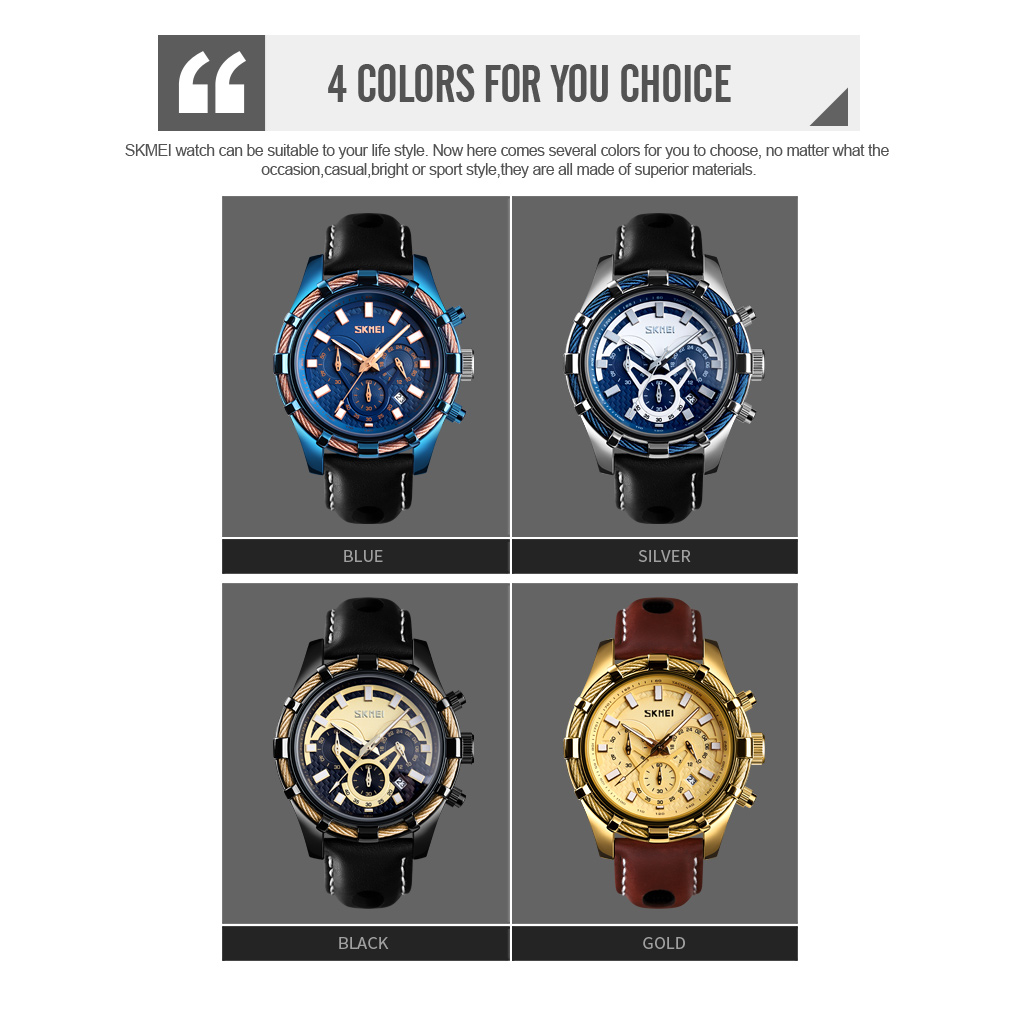 4 COLORS FOR YOU CHOICE
SKMEI watch can be suitable to your life style. Now here comes several colors for you to choose, no matter what the
occasion,casual,bright or sport style,they are all made of superior materials.
SKMEI
SKMEI
BLUE
SILVER
SKMEI
SKMEI
BLACK
GOLD